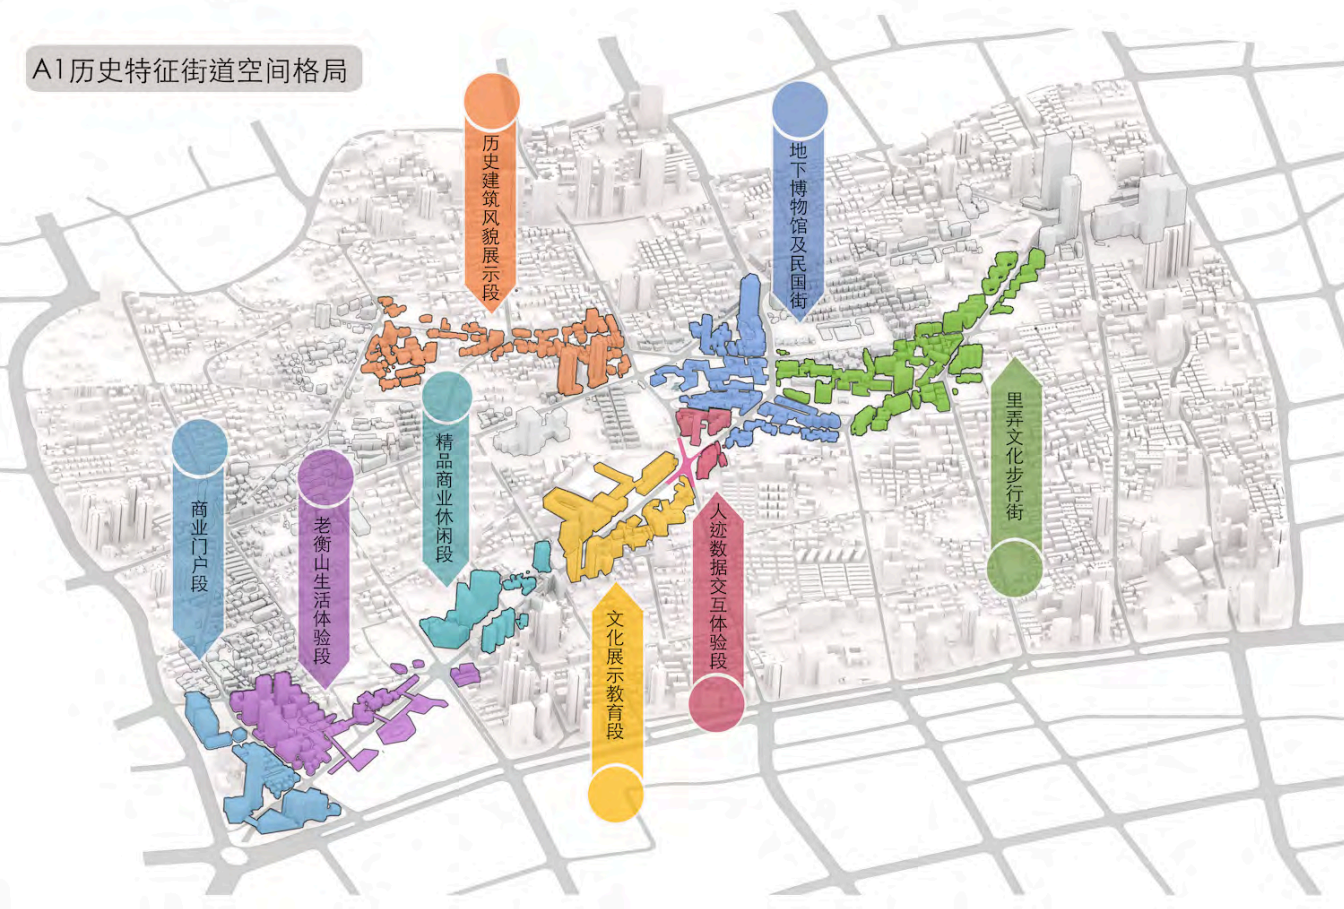 A1历史特征街道空间格局
历史建筑风貌展示段
地下博物馆及民国街
里弄文化步行街
精品商业休闲段
商业门户段
老衡山生活体验段
人迹数据交互体验段
文化展示教育段